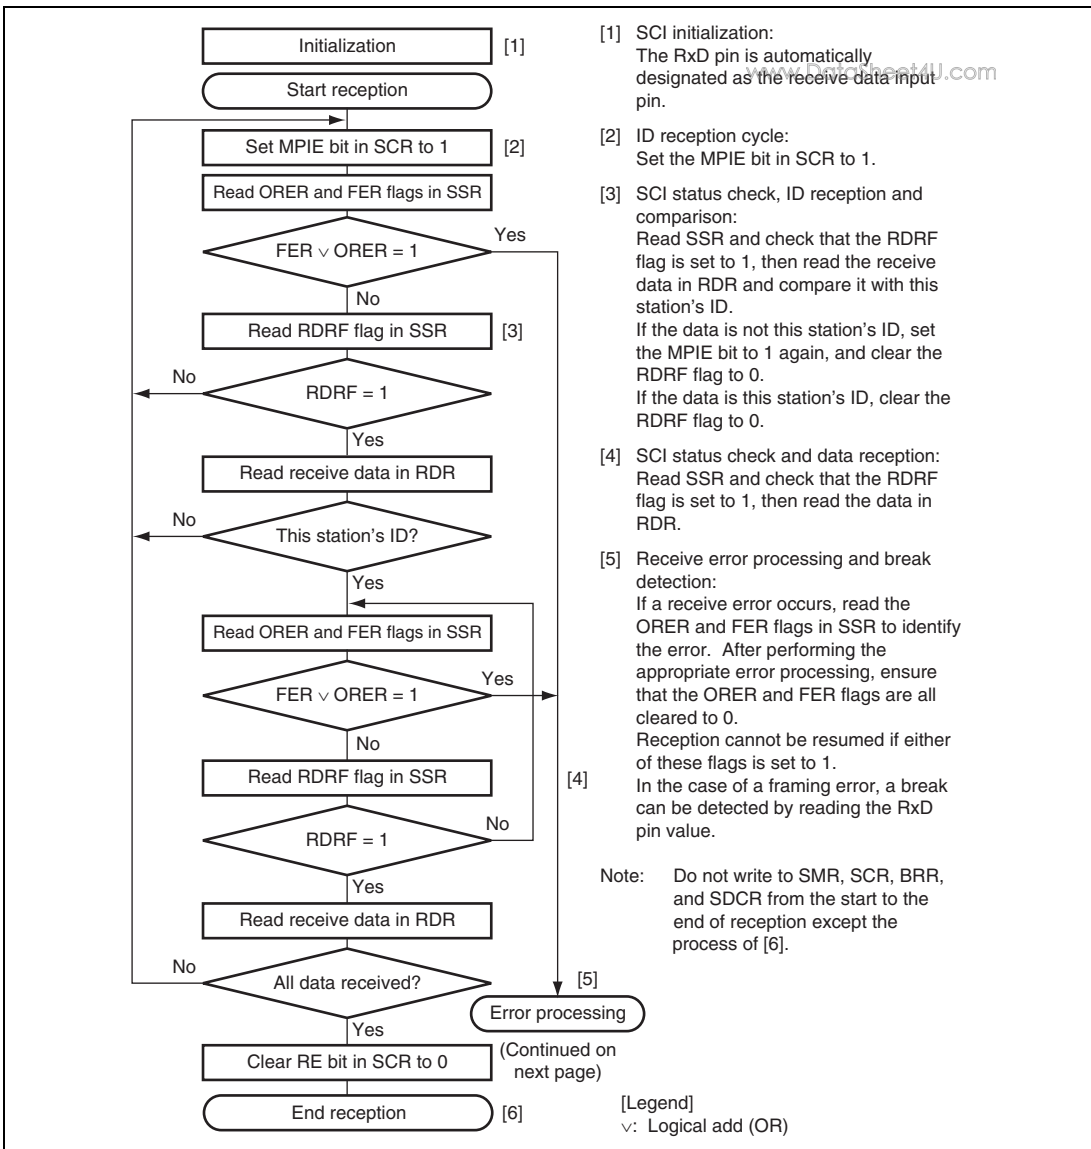 Initialization [1]
Start reception
Set MPIE bit in SCR to 1 [2]
Read ORER and FER flags in SSR
FER ∨ ORER = 1
Yes
No
Read RDRF flag in SSR [3]
No
RDRF = 1
Yes
Read receive data in RDR
No
This station's ID?
Yes
Read ORER and FER flags in SSR
FER ∨ ORER = 1
Yes
No
Read RDRF flag in SSR [4]
RDRF = 1
No
Yes
Read receive data in RDR
No
All data received?
[5]
Error processing
(Continued on
next page)
Yes
Clear RE bit in SCR to 0
End reception [6]
[1] SCI initialization:
The RxD pin is automatically
www.DataSheet4U.com
designated as the receive data input
pin.
[2] ID reception cycle:
Set the MPIE bit in SCR to 1.
[3] SCI status check, ID reception and
comparison:
Read SSR and check that the RDRF
flag is set to 1, then read the receive
data in RDR and compare it with this
station's ID.
If the data is not this station's ID, set
the MPIE bit to 1 again, and clear the
RDRF flag to 0.
If the data is this station's ID, clear the
RDRF flag to 0.
[4] SCI status check and data reception:
Read SSR and check that the RDRF
flag is set to 1, then read the data in
RDR.
[5] Receive error processing and break
detection:
If a receive error occurs, read the
ORER and FER flags in SSR to identify
the error. After performing the
appropriate error processing, ensure
that the ORER and FER flags are all
cleared to 0.
Reception cannot be resumed if either
of these flags is set to 1.
In the case of a framing error, a break
can be detected by reading the RxD
pin value.
Note: Do not write to SMR, SCR, BRR,
and SDCR from the start to the
end of reception except the
process of [6].
[Legend]
∨: Logical add (OR)